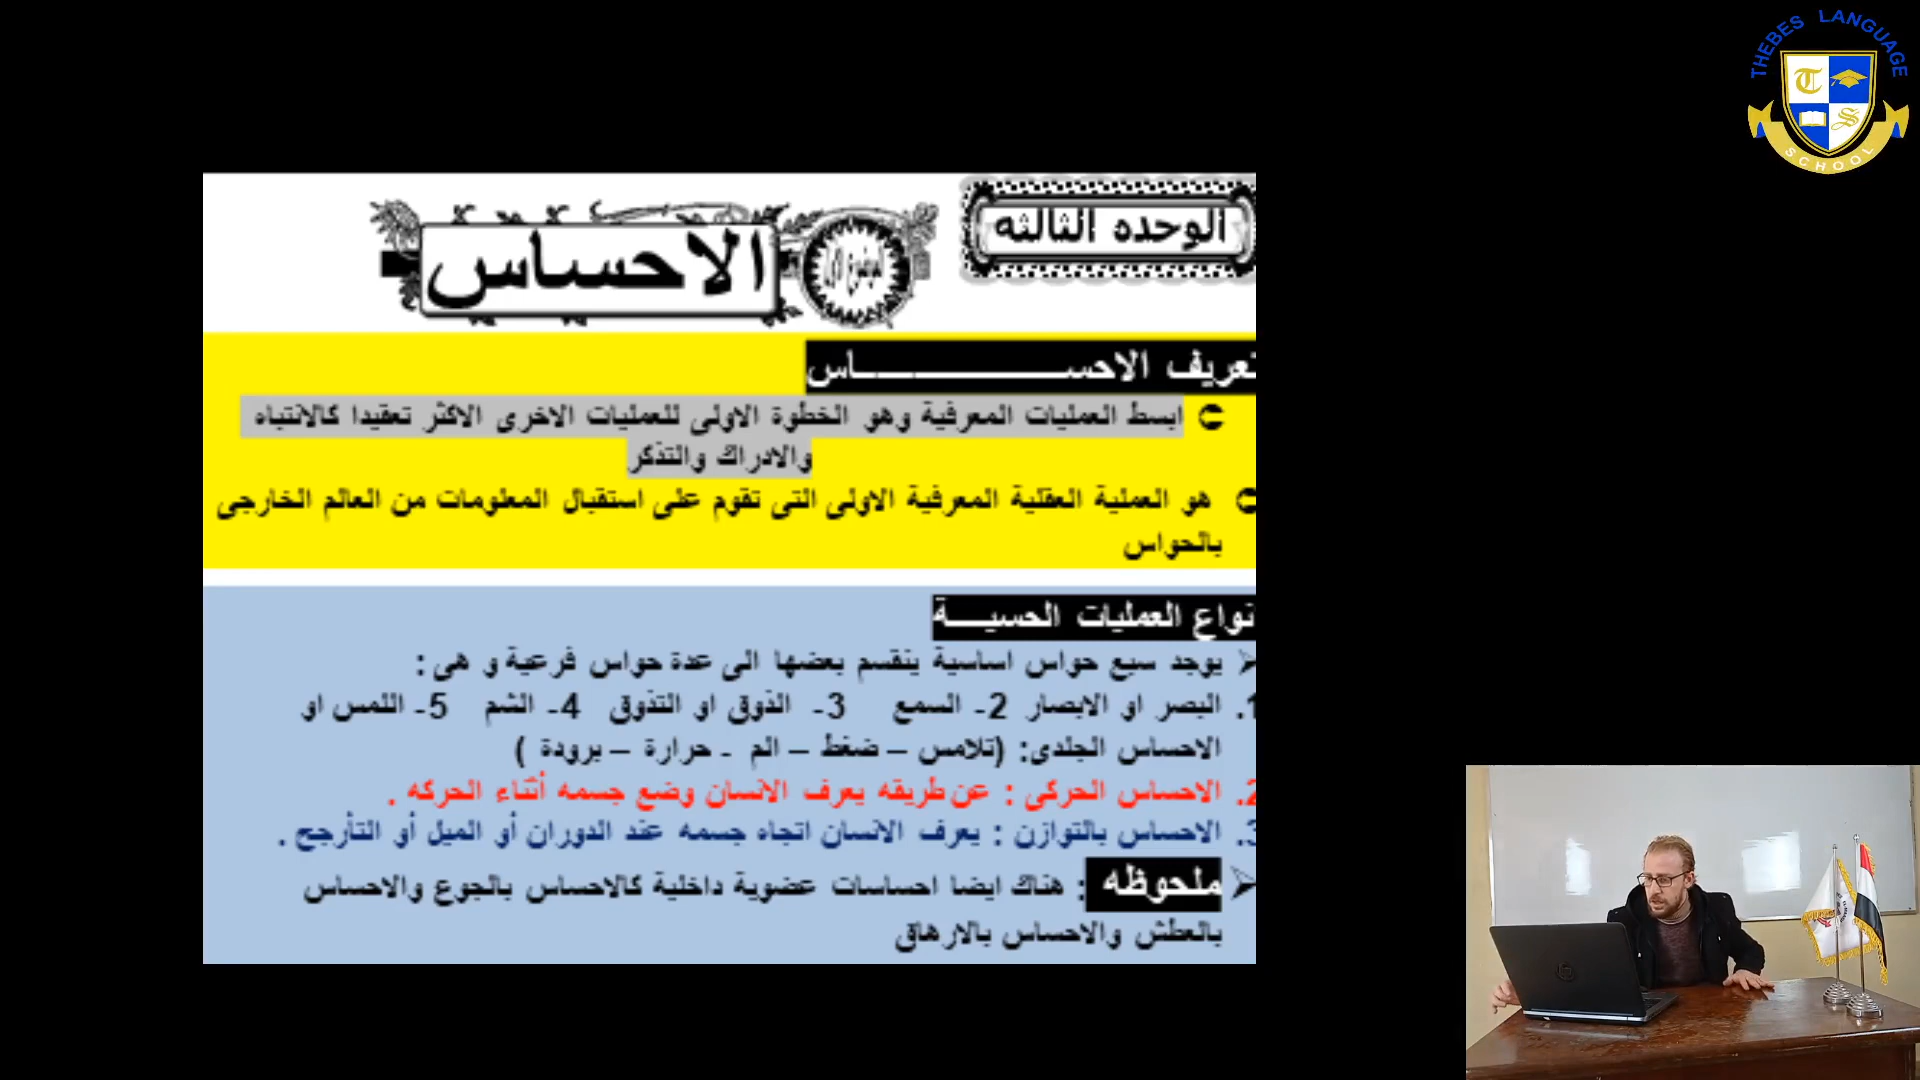 THEBES LANGUAGE
T
S
SCHOOL
الوحده الثالثه
الاحساس
تعريف الاحســـــــــــــاس
ابسط العمليات المعرفية وهو الخطوة الاولى للعمليات الاخرى الاكثر تعقيدا كالانتباه
والادراك والتذكر
هو العملية العقلية المعرفية الاولى التى تقوم على استقبال المعلومات من العالم الخارجى
بالحواس
نواع العمليات الحسيـــة
يوجد سبع حواس اساسية ينقسم بعضها الى عدة حواس فرعية و هى :
1. البصر او الابصار 2- السمع 3- الذوق او التذوق 4- الشم 5- اللمس او
الاحساس الجلدى: (تلامس – ضغط – الم - حرارة – برودة )
2. الاحساس الحركى : عن طريقه يعرف الانسان وضع جسمه أثناء الحركه .
3. الاحساس بالتوازن : يعرف الانسان اتجاه جسمه عند الدوران أو الميل أو التأرجح .
ملحوظه : هناك ايضا احساسات عضوية داخلية كالاحساس بالجوع والاحساس
بالعطش والاحساس بالارهاق